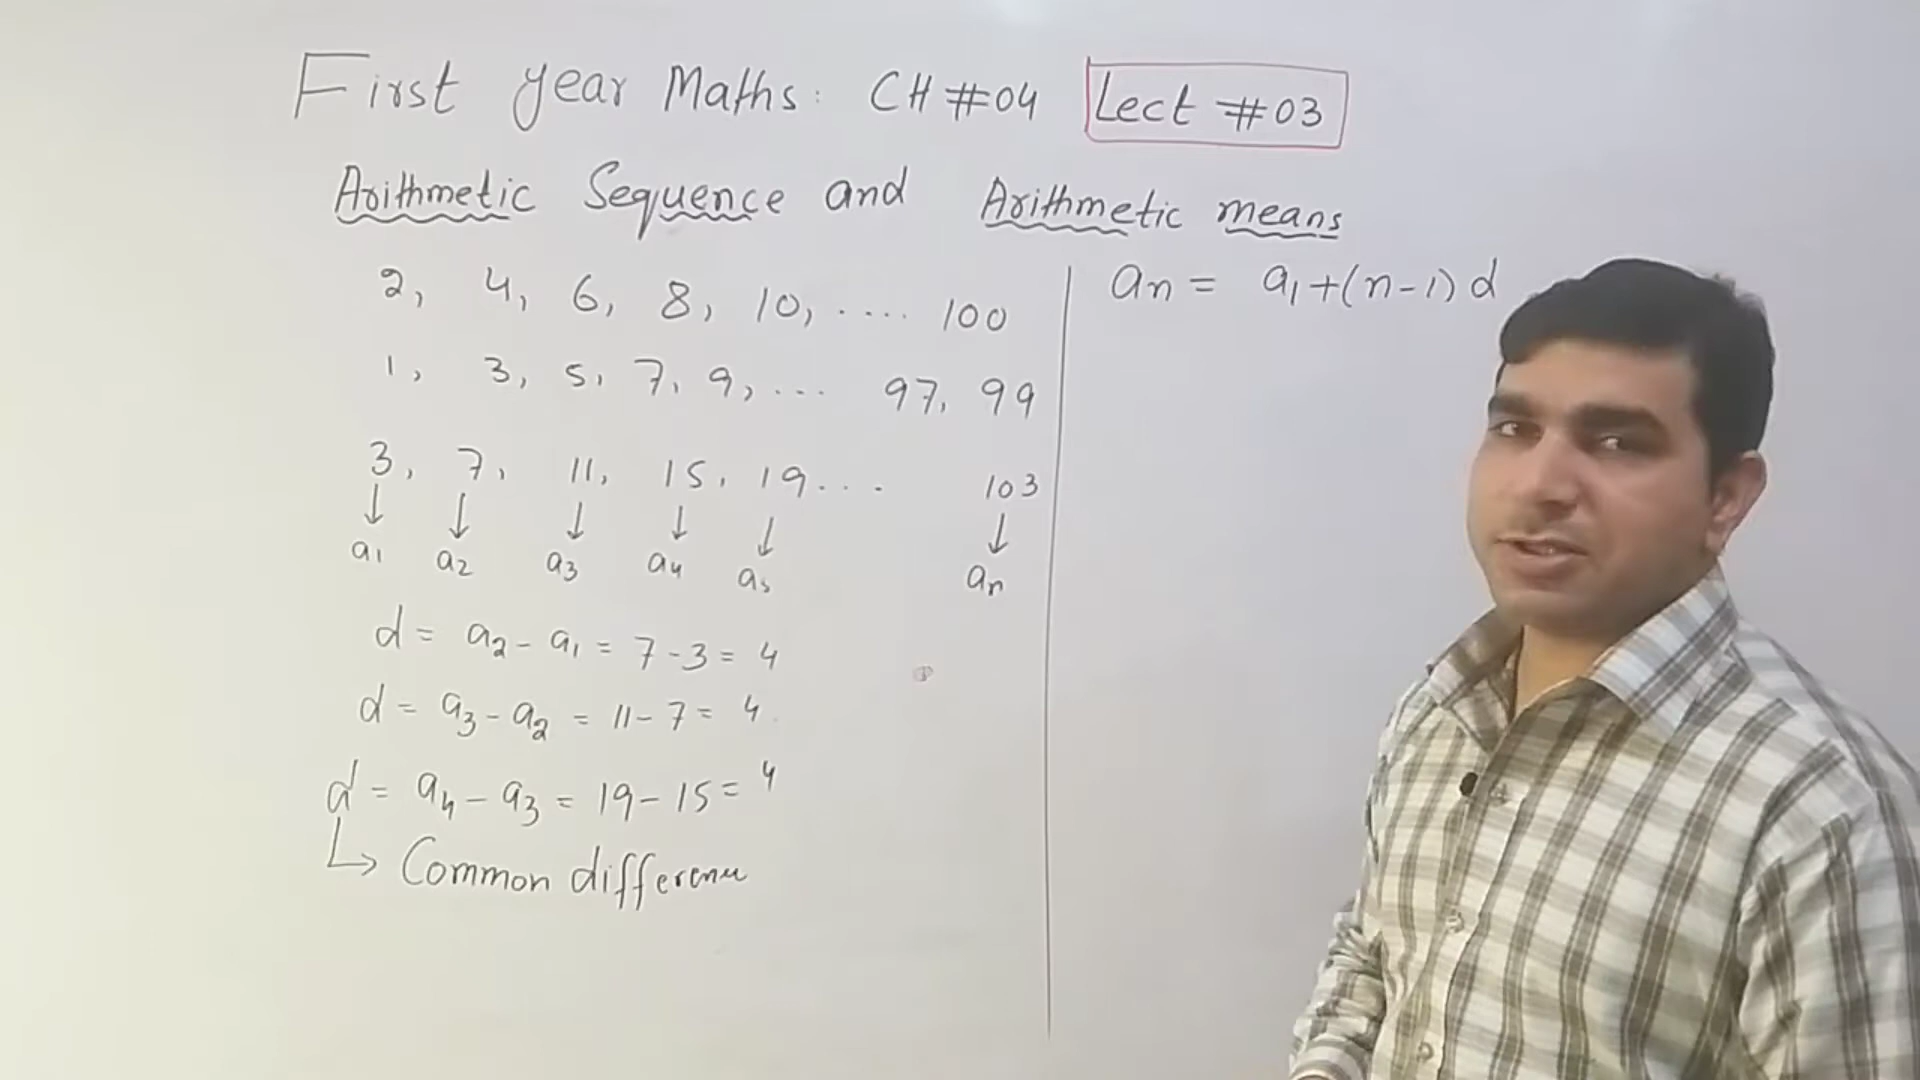 First year Maths: CH #04 Lect #03
Arithmetic Sequence and Arithmetic means
2, 4, 6, 8, 10, .... 100
1, 3, 5, 7, 9, ... 97, 99
3, 7, 11, 15, 19... 103
↓ ↓ ↓ ↓ ↓ ↓
a1 a2 a3 a4 a5 an
d = a2 - a1 = 7 - 3 = 4
d = a3 - a2 = 11 - 7 = 4
d = a4 - a3 = 19 - 15 = 4
↳ Common difference
an = a1 + (n-1) d